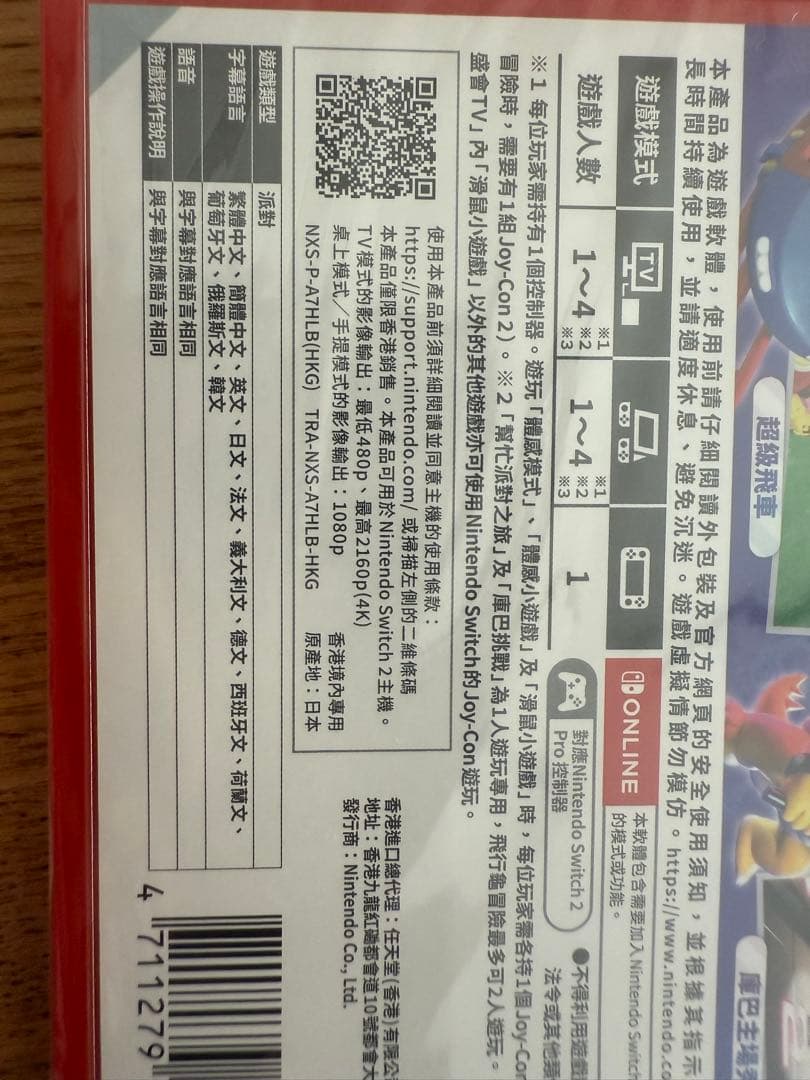 本產品為遊戲軟體，使用前請仔細閱讀外包裝及官方網頁的安全使用須知，並根據其指示
長時間持續使用，並請適度休息、避免沉迷。遊戲虛擬情節勿模仿。https://www.nintendo.co
超級飛車
庫巴主場
遊戲模式
TV
遊戲人數
1～4 ※1 ※2 ※3
1～4 ※1 ※2 ※3
1
ONLINE
本軟體包含需要加入Nintendo Switch
的模式或功能。
對應Nintendo Switch 2
Pro 控制器
●不得利用遊戲
法令或其他類
※1 每位玩家需持有1個控制器。遊玩「體感模式」、「體感小遊戲」及「滑鼠小遊戲」時，每位玩家需各持1個Joy-Con
冒險時，需要有1組Joy-Con 2）。※2「幫忙派對之旅」及「庫巴挑戰」為1人遊玩專用，飛行龜冒險最多可2人遊玩。
盛會TV」內「滑鼠小遊戲」以外的其他遊戲亦可使用Nintendo Switch的Joy-Con遊玩。
使用本產品前須詳細閱讀並同意主機的使用條款：
https://support.nintendo.com/ 或掃描左側的二維條碼
本產品僅限香港銷售。本產品可用於Nintendo Switch 2主機。
TV模式的影像輸出：最低480p、最高2160p(4K)
桌上模式／手提模式的影像輸出：1080p
香港境內專用
NXS-P-A7HLB(HKG) TRA-NXS-A7HLB-HKG
原產地：日本
遊戲類型
派對
字幕語言
繁體中文、簡體中文、英文、日文、法文、義大利文、德文、西班牙文、荷蘭文、
葡萄牙文、俄羅斯文、韓文
語音
與字幕對應語言相同
遊戲操作說明
與字幕對應語言相同
香港進口總代理：任天堂(香港)有限公
地址：香港九龍紅磡都會道10號都會大
發行商：Nintendo Co., Ltd.
4 711279